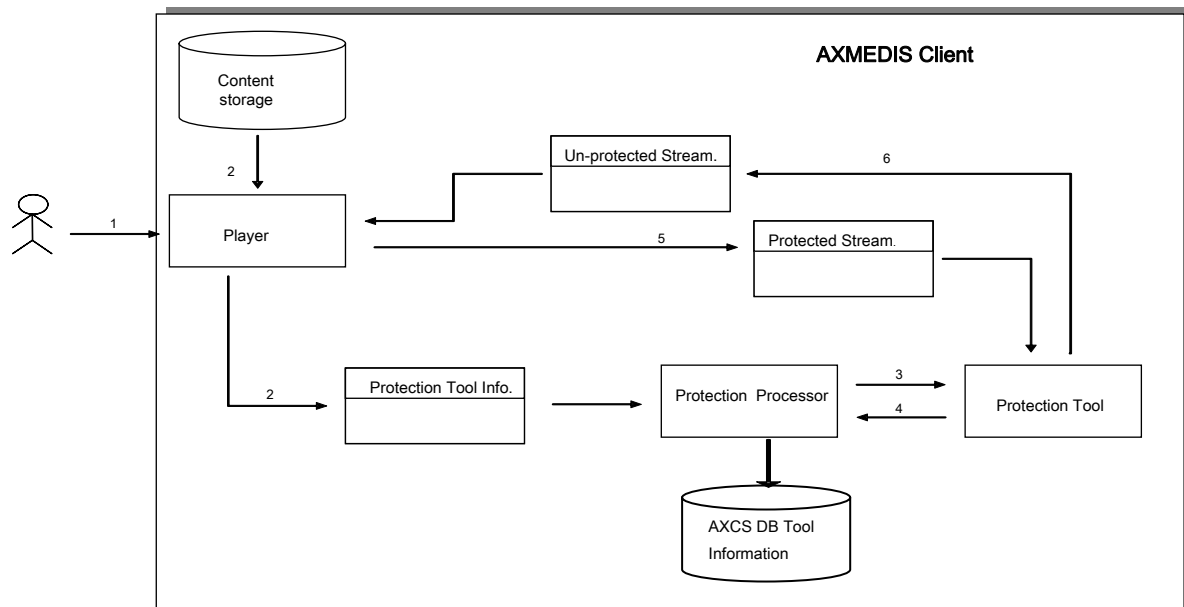 AXMEDIS Client
Content
storage
2
Un-protected Stream.
6
1
Player
5
Protected Stream.
2
Protection Tool Info.
Protection Processor
3
4
Protection Tool
AXCS DB Tool
Information